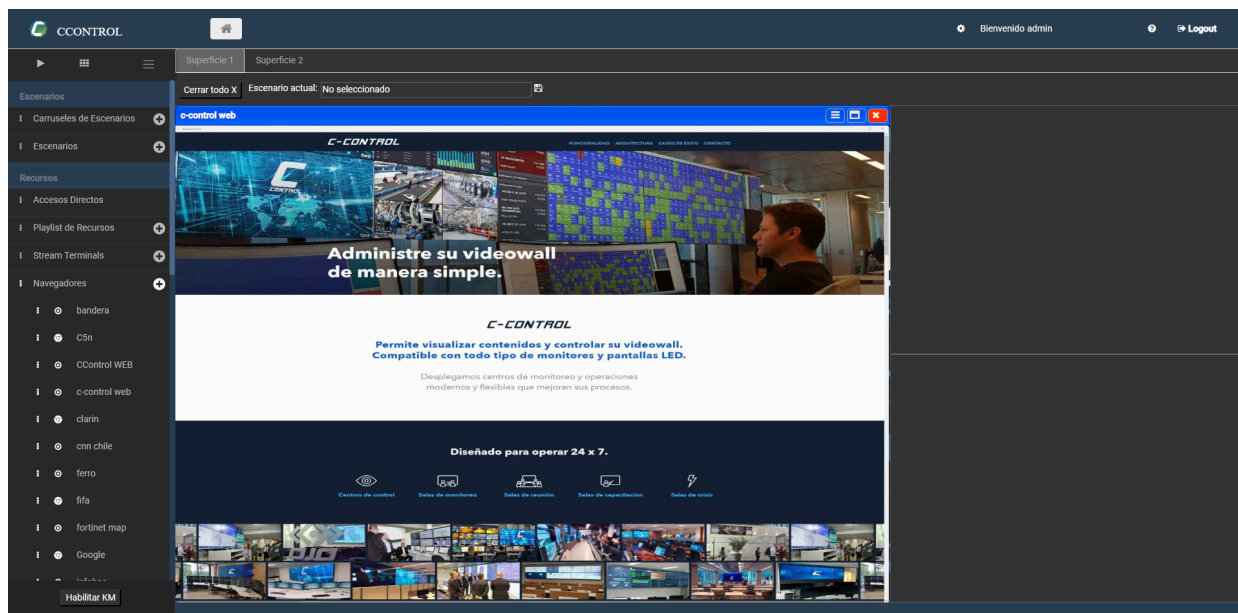 CCONTROL
Bienvenido admin
Logout
Superficie 1
Superficie 2
Cerrar todo X
Escenario actual:
No seleccionado
Escenarios
Carruseles de Escenarios
Escenarios
Recursos
Accesos Directos
Playlist de Recursos
Stream Terminals
Navegadores
bandera
C5n
CControl WEB
c-control web
clarin
cnn chile
ferro
fifa
fortinet map
Google
Habilitar KM
c-control web
C-CONTROL
FUNCIONALIDAD ARQUITECTURA CASOS DE ÉXITO CONTACTO
CONTROL
Administre su videowall
de manera simple.
C-CONTROL
Permite visualizar contenidos y controlar su videowall.
Compatible con todo tipo de monitores y pantallas LED.
Desplegamos centros de monitoreo y operaciones
modernos y flexibles que mejoran sus procesos.
Diseñado para operar 24 x 7.
Centros de control
Salas de monitoreo
Salas de reunión
Salas de capacitación
Salas de crisis